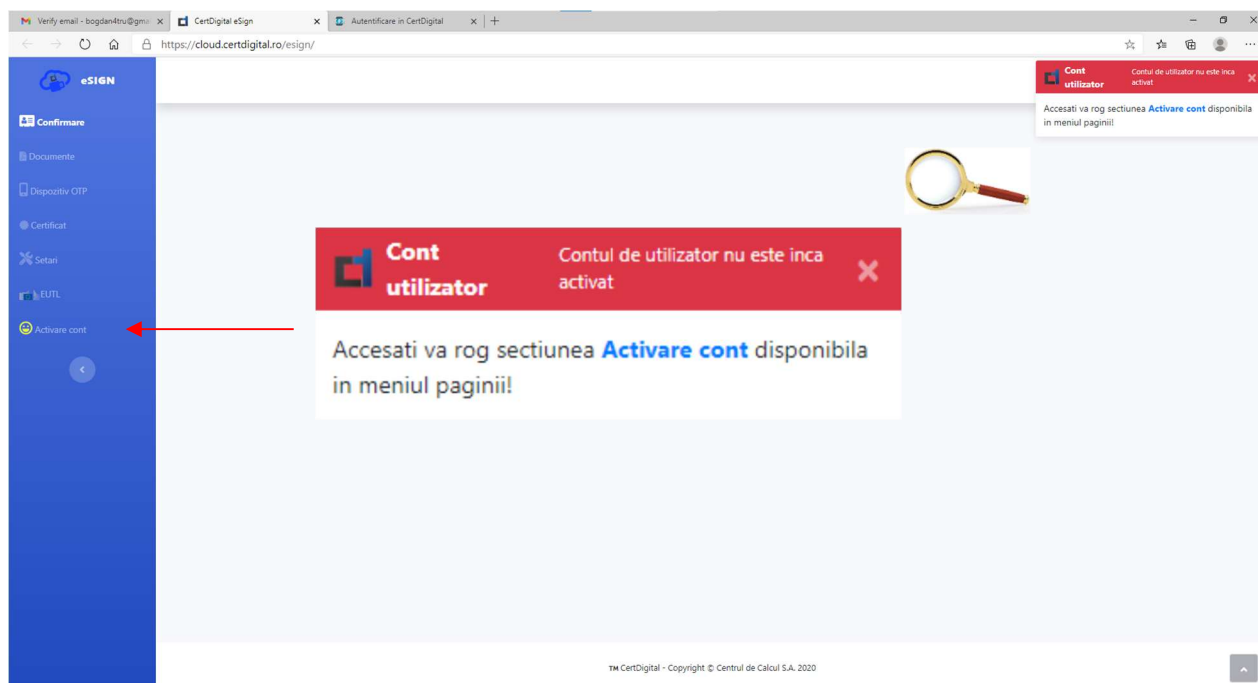 Verify email - bogdan4tru@gma
CertDigital eSign
Autentificare in CertDigital
https://cloud.certdigital.ro/esign/
eSIGN
Confirmare
Documente
Dispozitiv OTP
Certificat
Setari
EUTL
Activare cont
Cont utilizator
Contul de utilizator nu este inca
activat
Accesati va rog sectiunea Activare cont disponibila
in meniul paginii!
Cont
utilizator
Contul de utilizator nu este inca
activat
Accesati va rog sectiunea Activare cont disponibila
in meniul paginii!
TM CertDigital - Copyright © Centrul de Calcul S.A. 2020